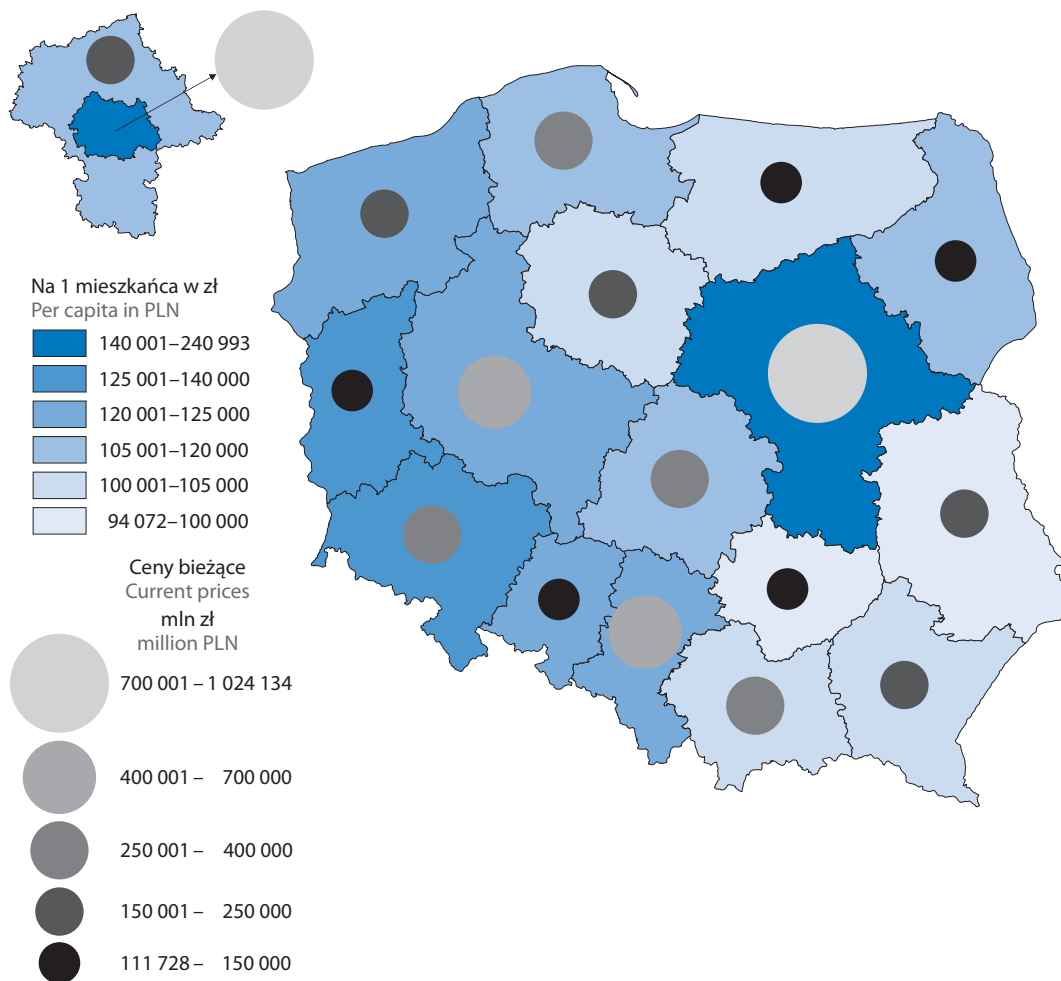 Na 1 mieszkańca w zł
Per capita in PLN
140 001–240 993
125 001–140 000
120 001–125 000
105 001–120 000
100 001–105 000
94 072–100 000
Ceny bieżące
Current prices
mln zł
million PLN
700 001 – 1 024 134
400 001 – 700 000
250 001 – 400 000
150 001 – 250 000
111 728 – 150 000